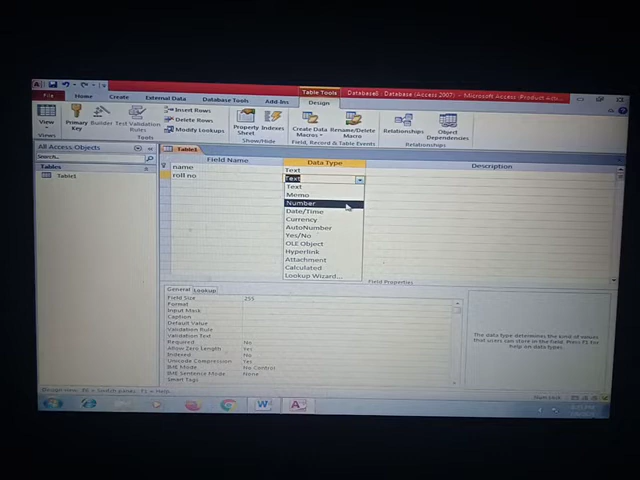 Table Tools
Database8 : Database (Access 2007) - Microsoft Access (Product Acti...
File
Home
Create
External Data
Database Tools
Add-Ins
Design
View
Primary
Key
Builder
Test Validation
Rules
Insert Rows
Delete Rows
Modify Lookups
Property
Sheet
Indexes
Create Data
Macros
Rename/Delete
Macro
Relationships
Object
Dependencies
Views
Tools
Show/Hide
Field, Record & Table Events
Relationships
All Access Objects
Search...
Tables
Table1
Table1
Field Name
Data Type
Description
name
Text
roll no
Text
Text
Memo
Number
Date/Time
Currency
AutoNumber
Yes/No
OLE Object
Hyperlink
Attachment
Calculated
Lookup Wizard...
Field Properties
General
Lookup
Field Size
255
Format
Input Mask
Caption
Default Value
Validation Rule
Validation Text
Required
No
Allow Zero Length
Yes
Indexed
No
Unicode Compression
Yes
IME Mode
No Control
IME Sentence Mode
None
Smart Tags
The data type determines the kind of values
that users can store in the field. Press F1 for
help on data types.
Design view. F6 = Switch panes. F1 = Help.
Num Lock